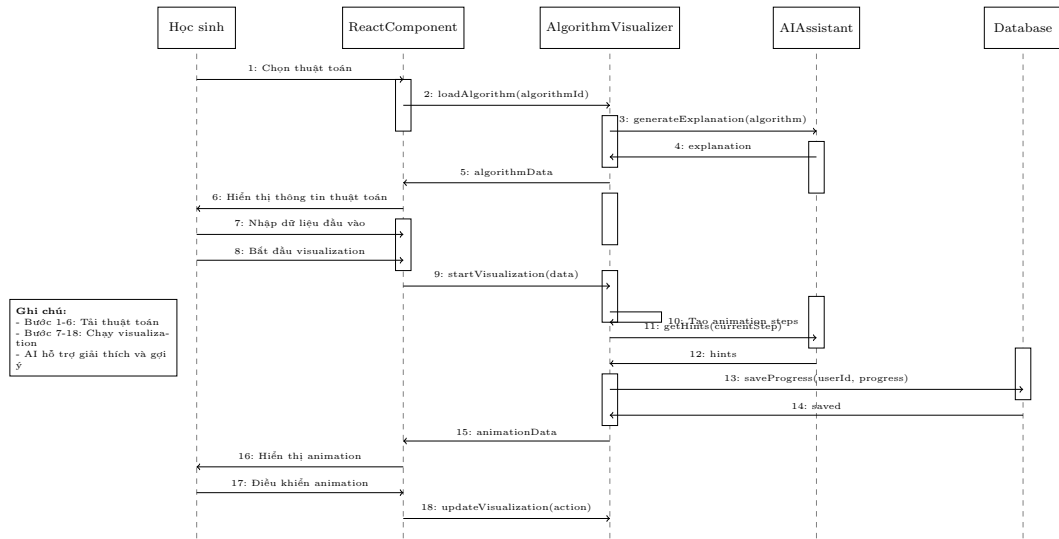 Học sinh
ReactComponent
AlgorithmVisualizer
AIAssistant
Database
1: Chọn thuật toán
2: loadAlgorithm(algorithmId)
3: generateExplanation(algorithm)
4: explanation
5: algorithmData
6: Hiển thị thông tin thuật toán
7: Nhập dữ liệu đầu vào
8: Bắt đầu visualization
9: startVisualization(data)
10: Tạo animation steps
11: getHints(currentStep)
12: hints
13: saveProgress(userId, progress)
14: saved
15: animationData
16: Hiển thị animation
17: Điều khiển animation
18: updateVisualization(action)
Ghi chú:
- Bước 1-6: Tải thuật toán
- Bước 7-18: Chạy visualiza-
tion
- AI hỗ trợ giải thích và gợi
ý